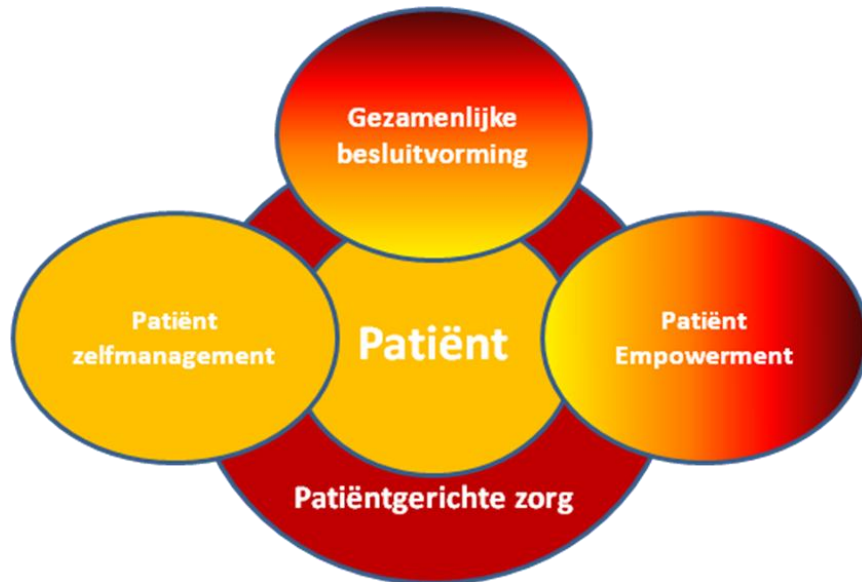 Gezamenlijke
besluitvorming
Patiënt
zelfmanagement
Patiënt
Patiënt
Empowerment
Patiëntgerichte zorg